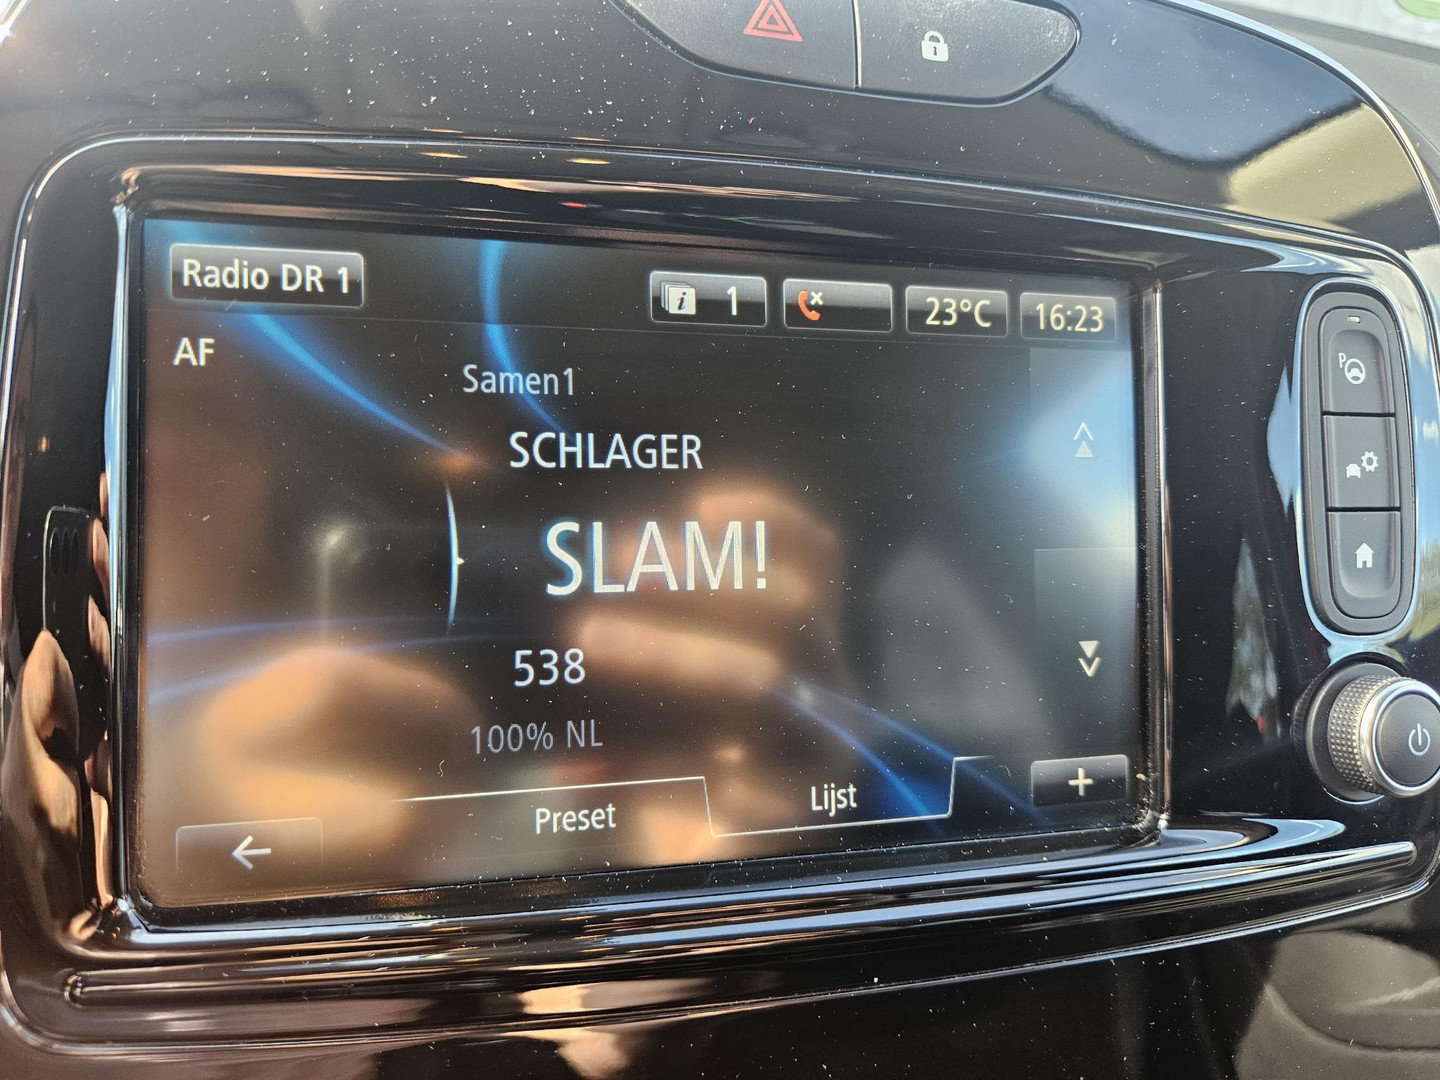 Radio DR 1
1
23°C
16:23
AF
Samen1
SCHLAGER
SLAM!
538
100% NL
Preset
Lijst
P